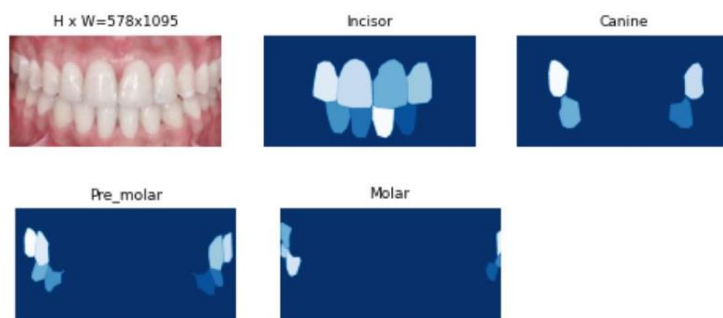 H x W=578x1095
Incisor
Canine
Pre_molar
Molar